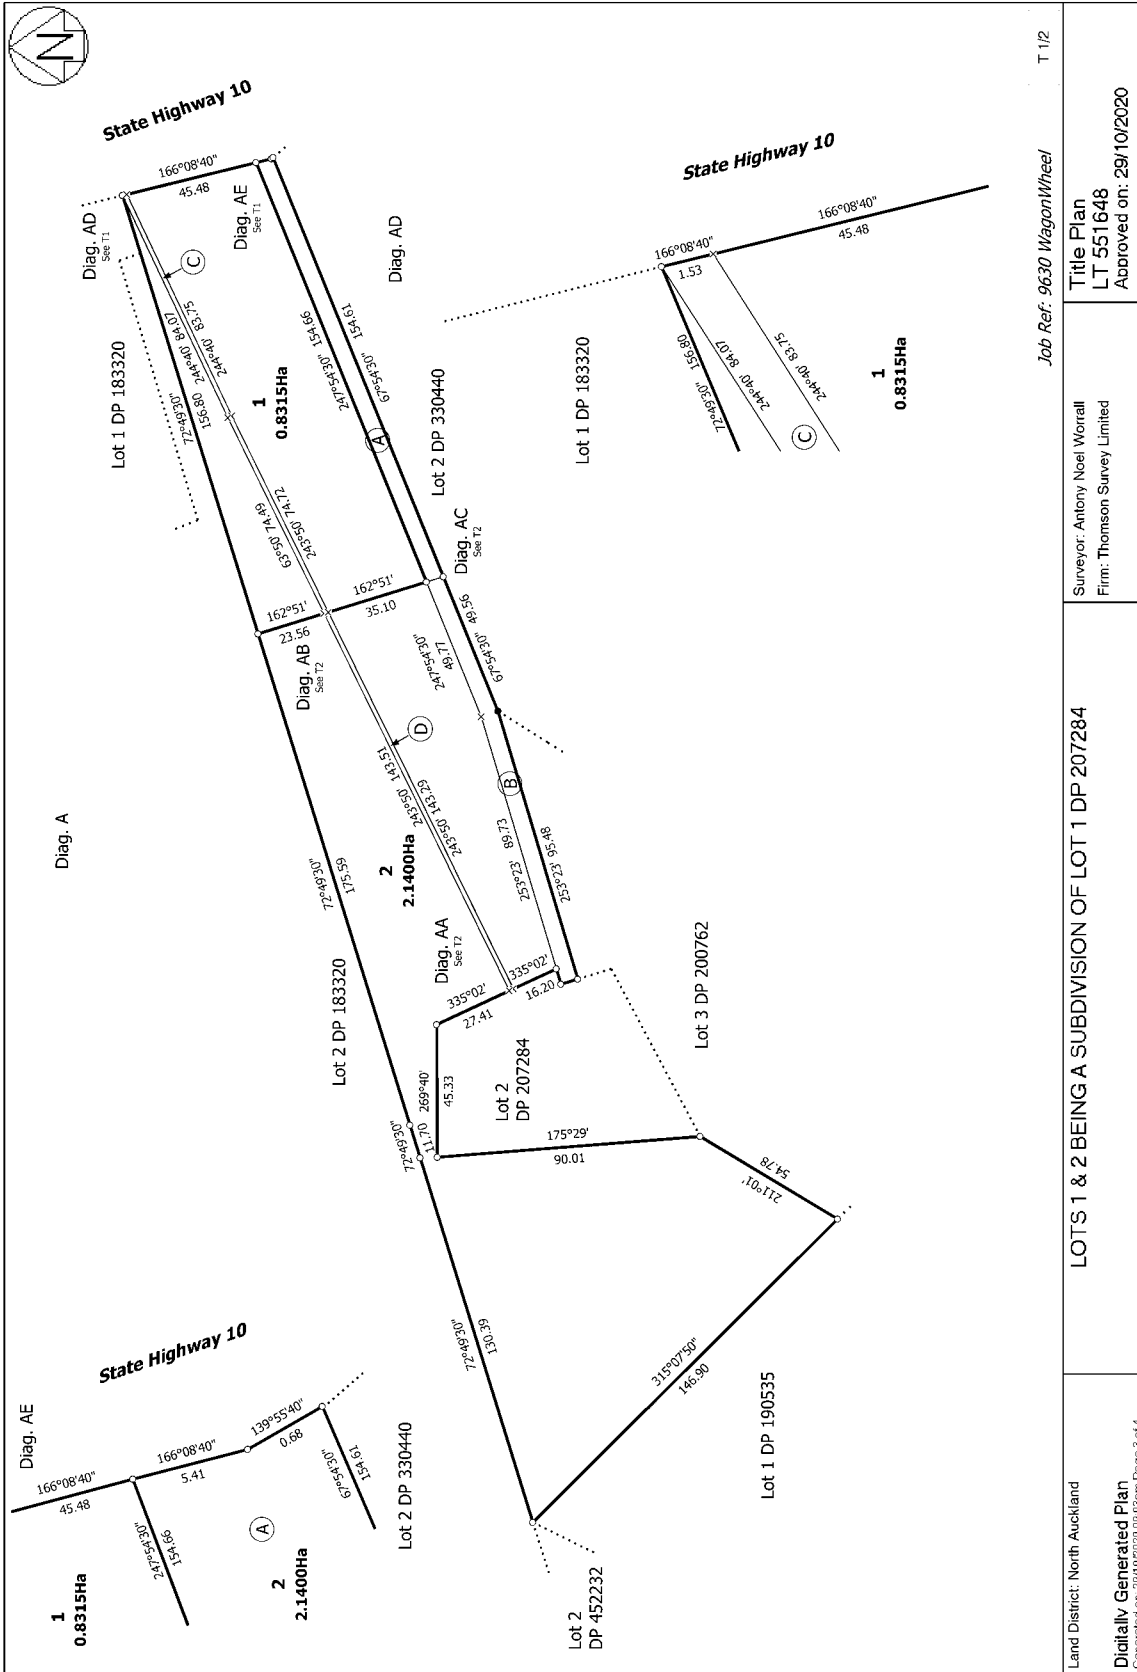 N
State Highway 10
166°08'40"
45.48
Diag. AD
See T1
Diag. AE
See T1
Diag. AD
C
Lot 1 DP 183320
72°49'30"
156.80
244°40' 84.07
244°40' 83.75
1
0.8315Ha
247°54'30" 154.66
67°54'30" 154.61
A
Lot 2 DP 330440
63°50' 74.49
243°50' 74.72
162°51'
23.56
162°51'
35.10
Diag. AC
See T2
Diag. AB
See T2
247°54'30"
49.77
67°54'30" 49.56
D
B
243°50' 143.51
243°50' 143.29
253°23' 89.73
253°23' 95.48
Diag. A
72°49'30"
175.59
2
2.1400Ha
Lot 2 DP 183320
Diag. AA
See T2
335°02'
27.41
335°02'
16.20
269°40'
45.33
72°49'30"
11.70
Lot 2
DP 207284
Lot 3 DP 200762
175°29'
90.01
211°01'
54.78
72°49'30"
130.39
315°07'50"
146.90
Lot 1 DP 190535
Lot 2
DP 452232
State Highway 10
166°08'40"
1.53
166°08'40"
45.48
Lot 1 DP 183320
72°49'30" 156.80
244°40' 84.07
244°40' 83.75
C
1
0.8315Ha
Diag. AE
State Highway 10
166°08'40"
45.48
166°08'40"
5.41
139°55'40"
0.68
247°54'30"
154.66
67°54'30"
154.61
A
1
0.8315Ha
2
2.1400Ha
Lot 2 DP 330440
T 1/2
Job Ref: 9630 WagonWheel
Land District: North Auckland
Digitally Generated Plan
LOTS 1 & 2 BEING A SUBDIVISION OF LOT 1 DP 207284
Surveyor: Antony Noel Worrall
Firm: Thomson Survey Limited
Title Plan
LT 551648
Approved on: 29/10/2020